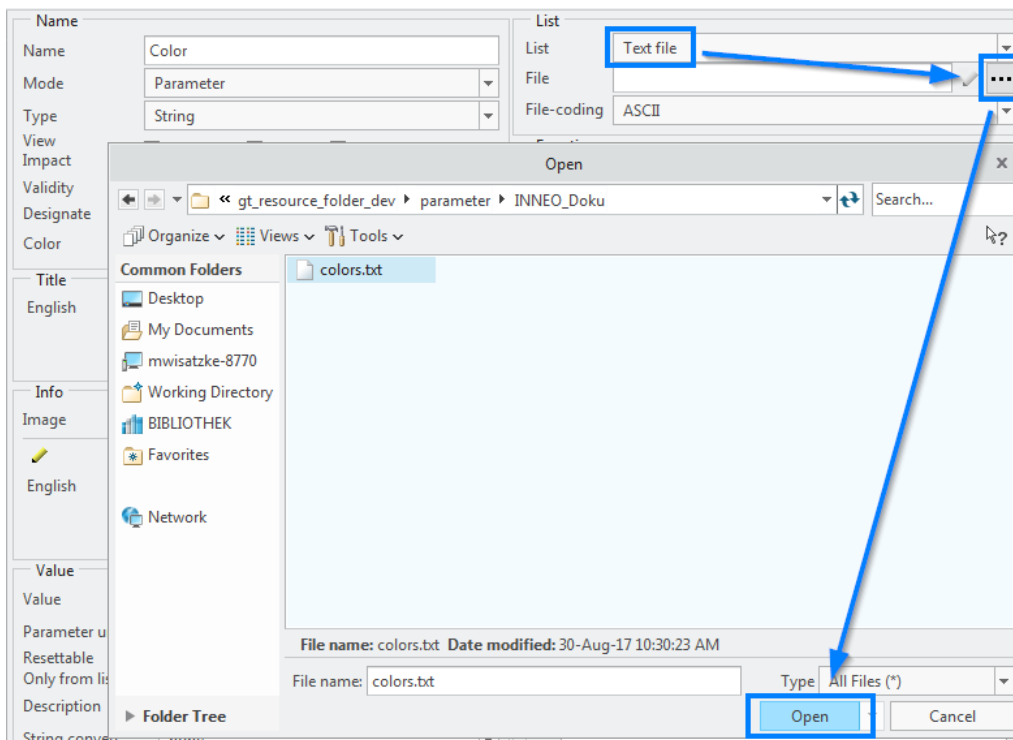 Name
Name Color
Mode Parameter
Type String
View
Impact
Validity
Designate
Color
Title
English
Info
Image
English
Value
Value
Parameter u
Resettable
Only from lis
Description
List
List Text file
File ...
File-coding ASCII
Open x
« gt_resource_folder_dev parameter INNEO_Doku Search...
Organize Views Tools ?
Common Folders
Desktop
My Documents
mwisatzke-8770
Working Directory
BIBLIOTHEK
Favorites
Network
Folder Tree
colors.txt
File name: colors.txt Date modified: 30-Aug-17 10:30:23 AM
File name: colors.txt Type All Files (*)
Open Cancel